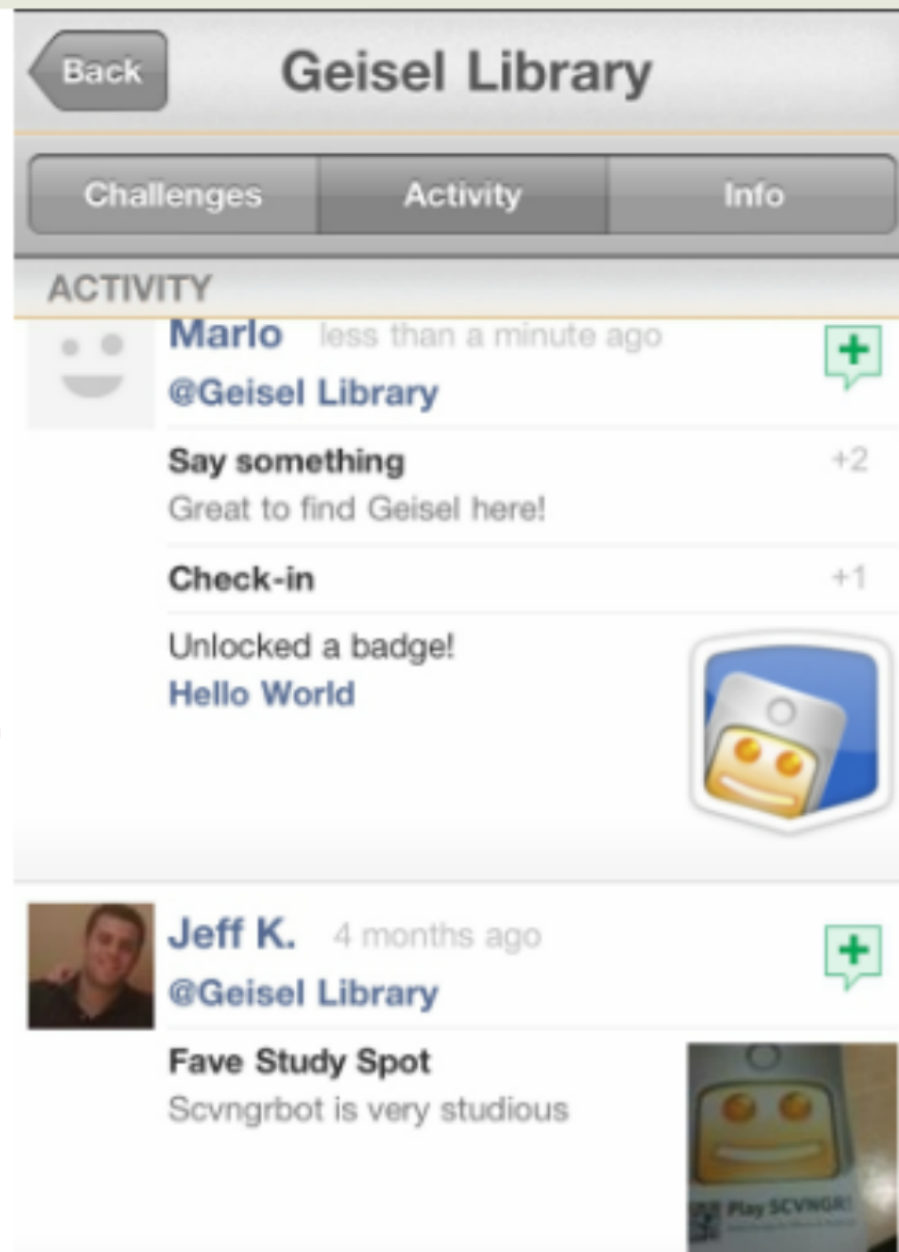 Back
Geisel Library
Challenges
Activity
Info
ACTIVITY
Marlo less than a minute ago
@Geisel Library
Say something +2
Great to find Geisel here!
Check-in +1
Unlocked a badge!
Hello World
Jeff K. 4 months ago
@Geisel Library
Fave Study Spot
Scvngrbot is very studious
Play SCVNGR!